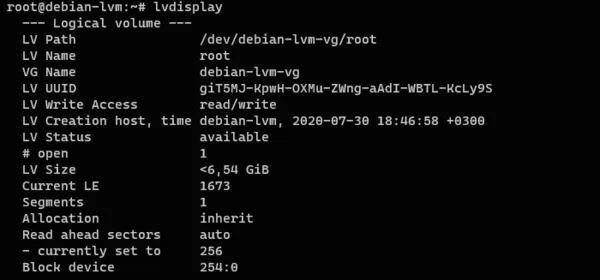 root@debian-lvm:~# lvdisplay
--- Logical volume ---
LV Path                /dev/debian-lvm-vg/root
LV Name                root
VG Name                debian-lvm-vg
LV UUID                giT5MJ-KpwH-OXMu-ZWng-aAdI-WBTL-KcLy9S
LV Write Access        read/write
LV Creation host, time debian-lvm, 2020-07-30 18:46:58 +0300
LV Status              available
# open                 1
LV Size                <6,54 GiB
Current LE             1673
Segments               1
Allocation             inherit
Read ahead sectors     auto
- currently set to     256
Block device           254:0